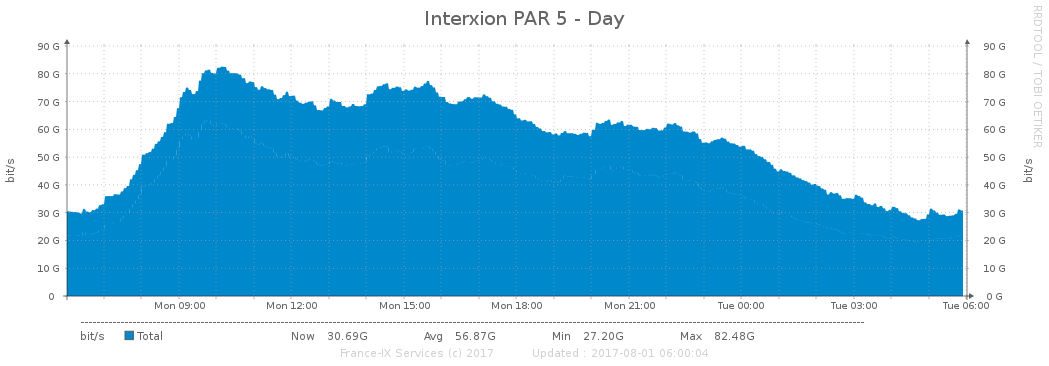 Interxion PAR 5 - Day
RRDTOOL / TOBI OETIKER
90 G 90 G
80 G 80 G
70 G 70 G
60 G 60 G
50 G 50 G
40 G 40 G
30 G 30 G
20 G 20 G
10 G 10 G
0 0 G
bit/s
bit/s
Mon 09:00 Mon 12:00 Mon 15:00 Mon 18:00 Mon 21:00 Tue 00:00 Tue 03:00 Tue 06:00
bit/s Total Now 30.69G Avg 56.87G Min 27.20G Max 82.48G
France-IX Services (c) 2017 Updated : 2017-08-01 06:00:04